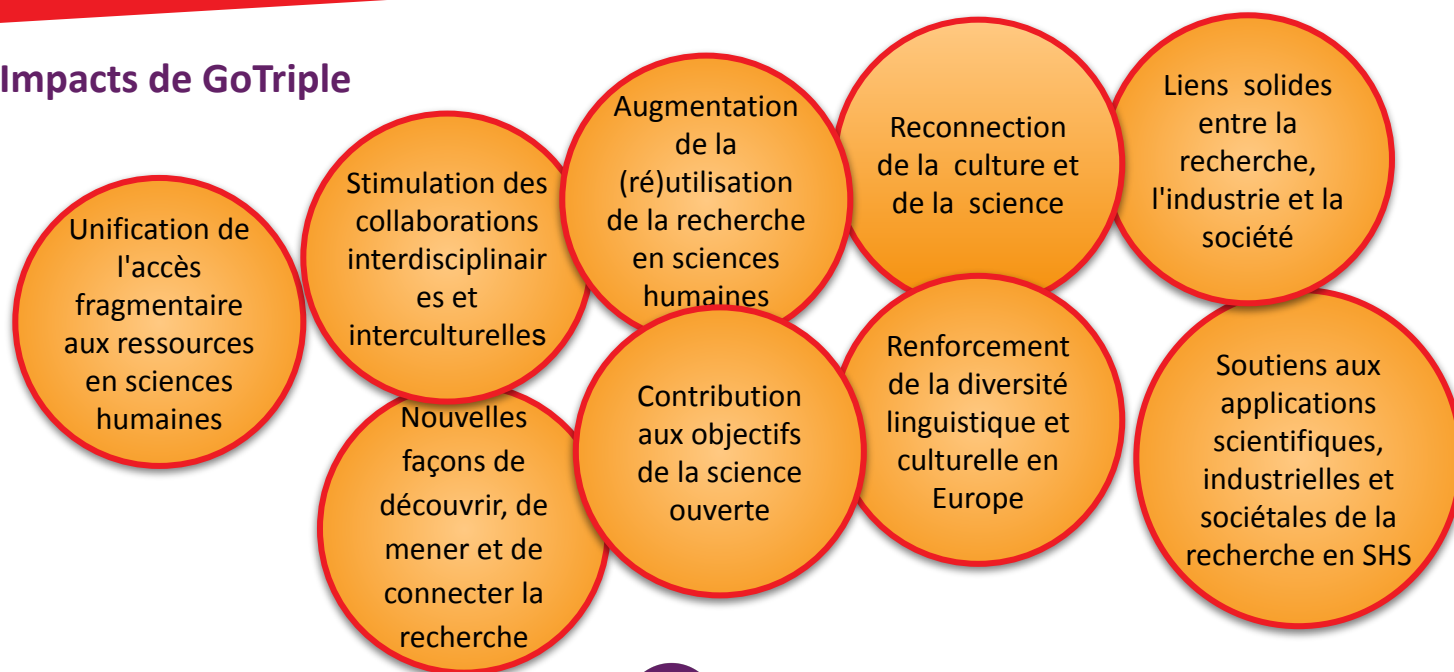 Impacts de GoTriple
Unification de
l'accès
fragmentaire
aux ressources
en sciences
humaines
Stimulation des
collaborations
interdisciplinair
es et
interculturelles
Nouvelles
façons de
découvrir, de
mener et de
connecter la
recherche
Augmentation
de la
(ré)utilisation
de la recherche
en sciences
humaines
Contribution
aux objectifs
de la science
ouverte
Reconnection
de la culture et
de la science
Renforcement
de la diversité
linguistique et
culturelle en
Europe
Liens solides
entre la
recherche,
l'industrie et la
société
Soutiens aux
applications
scientifiques,
industrielles et
sociétales de la
recherche en SHS